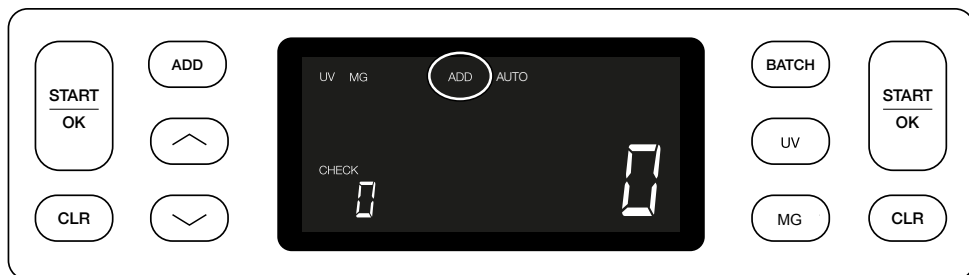 START
OK
CLR
ADD
UV MG ADD AUTO
CHECK
0
0
BATCH
UV
MG
START
OK
CLR